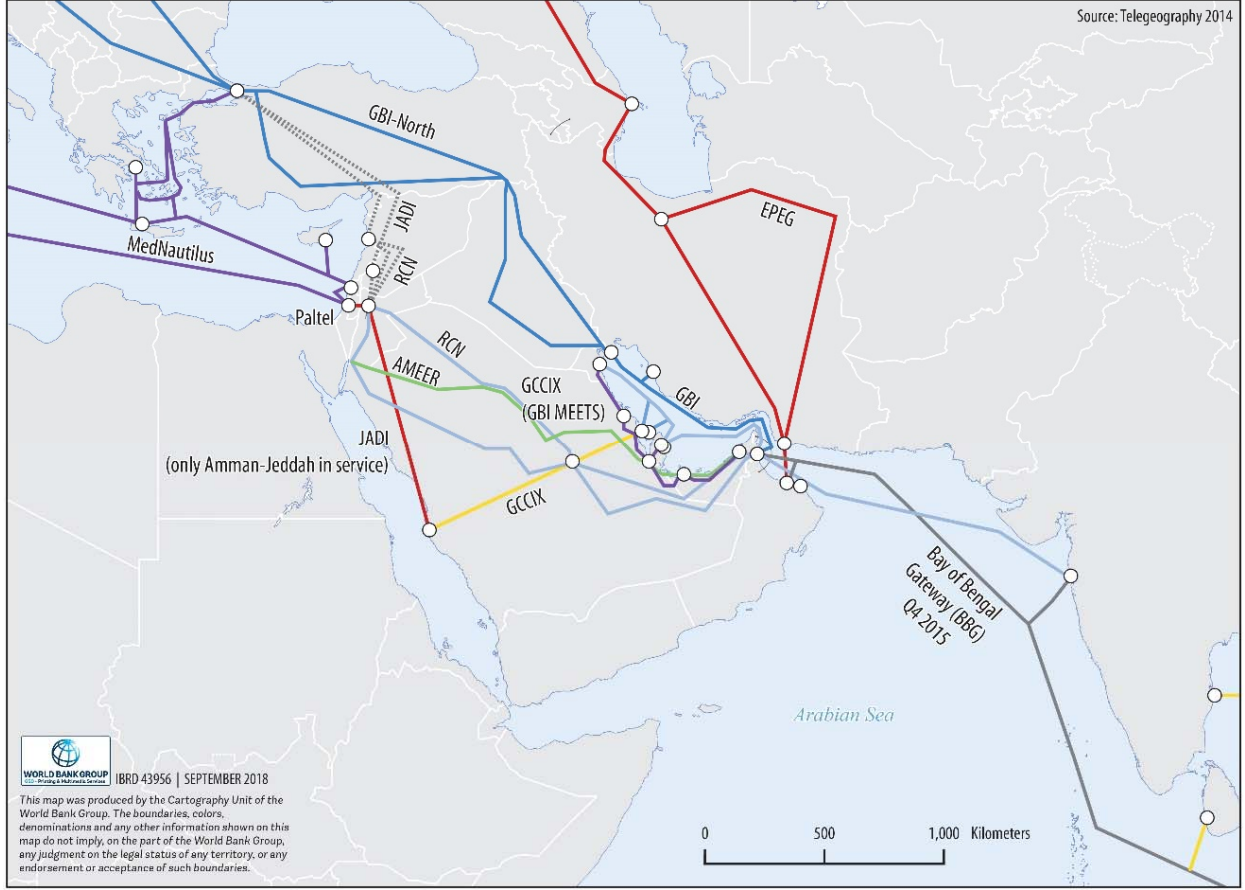 Source: Telegeography 2014
GBI-North
JADI
RCN
EPEG
MedNautilus
Paltel
RCN
AMEER
GCCIX
(GBI MEETS)
GBI
JADI
(only Amman-Jeddah in service)
GCCIX
Bay of Bengal
Gateway (BBG)
Q4 2015
Arabian Sea
WORLD BANK GROUP
IBRD 43956 | SEPTEMBER 2018
This map was produced by the Cartography Unit of the
World Bank Group. The boundaries, colors,
denominations and any other information shown on this
map do not imply, on the part of the World Bank Group,
any judgment on the legal status of any territory, or any
endorsement or acceptance of such boundaries.
0 500 1,000 Kilometers